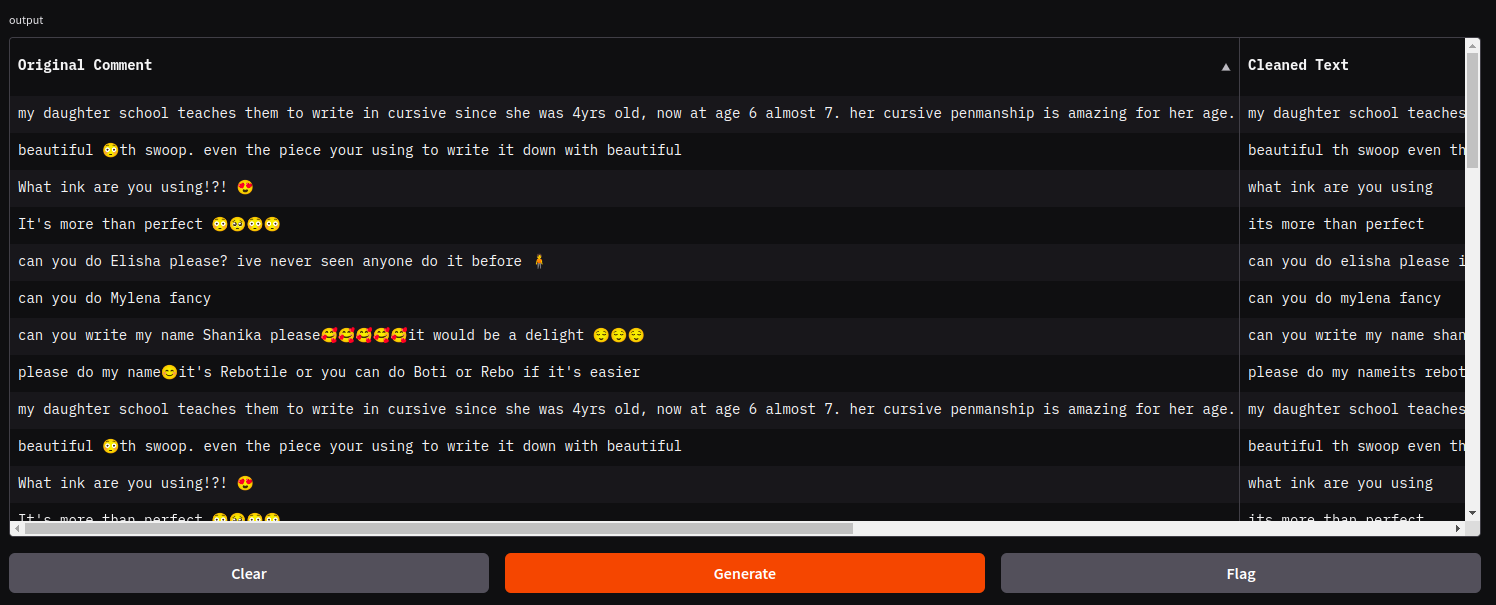 output
Original Comment ▲ Cleaned Text
my daughter school teaches them to write in cursive since she was 4yrs old, now at age 6 almost 7. her cursive penmanship is amazing for her age. my daughter school teaches
beautiful 😳th swoop. even the piece your using to write it down with beautiful beautiful th swoop even th
What ink are you using!?! 😍 what ink are you using
It's more than perfect 😳🥺😳😳 its more than perfect
can you do Elisha please? ive never seen anyone do it before 🧍 can you do elisha please i
can you do Mylena fancy can you do mylena fancy
can you write my name Shanika please🥰🥰🥰🥰🥰it would be a delight 😌😌😌 can you write my name shan
please do my name😊it's Rebotile or you can do Boti or Rebo if it's easier please do my nameits rebot
my daughter school teaches them to write in cursive since she was 4yrs old, now at age 6 almost 7. her cursive penmanship is amazing for her age. my daughter school teaches
beautiful 😳th swoop. even the piece your using to write it down with beautiful beautiful th swoop even th
What ink are you using!?! 😍 what ink are you using
It's more than perfect 😳🥺😳😳 its more than perfect
Clear Generate Flag